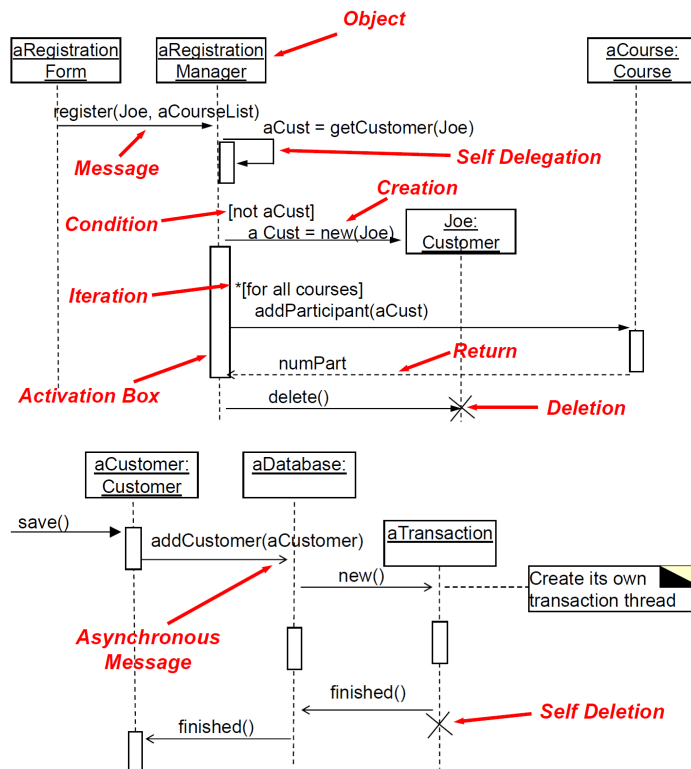 Object
aRegistration
Form
aRegistration
Manager
aCourse:
Course
register(Joe, aCourseList)
aCust = getCustomer(Joe)
Message
Self Delegation
Creation
Condition
[not aCust]
a Cust = new(Joe)
Joe:
Customer
Iteration
*[for all courses]
addParticipant(aCust)
numPart
Return
Activation Box
delete()
Deletion
aCustomer:
Customer
aDatabase:
save()
addCustomer(aCustomer)
aTransaction
new()
Create its own
transaction thread
Asynchronous
Message
finished()
Self Deletion
finished()